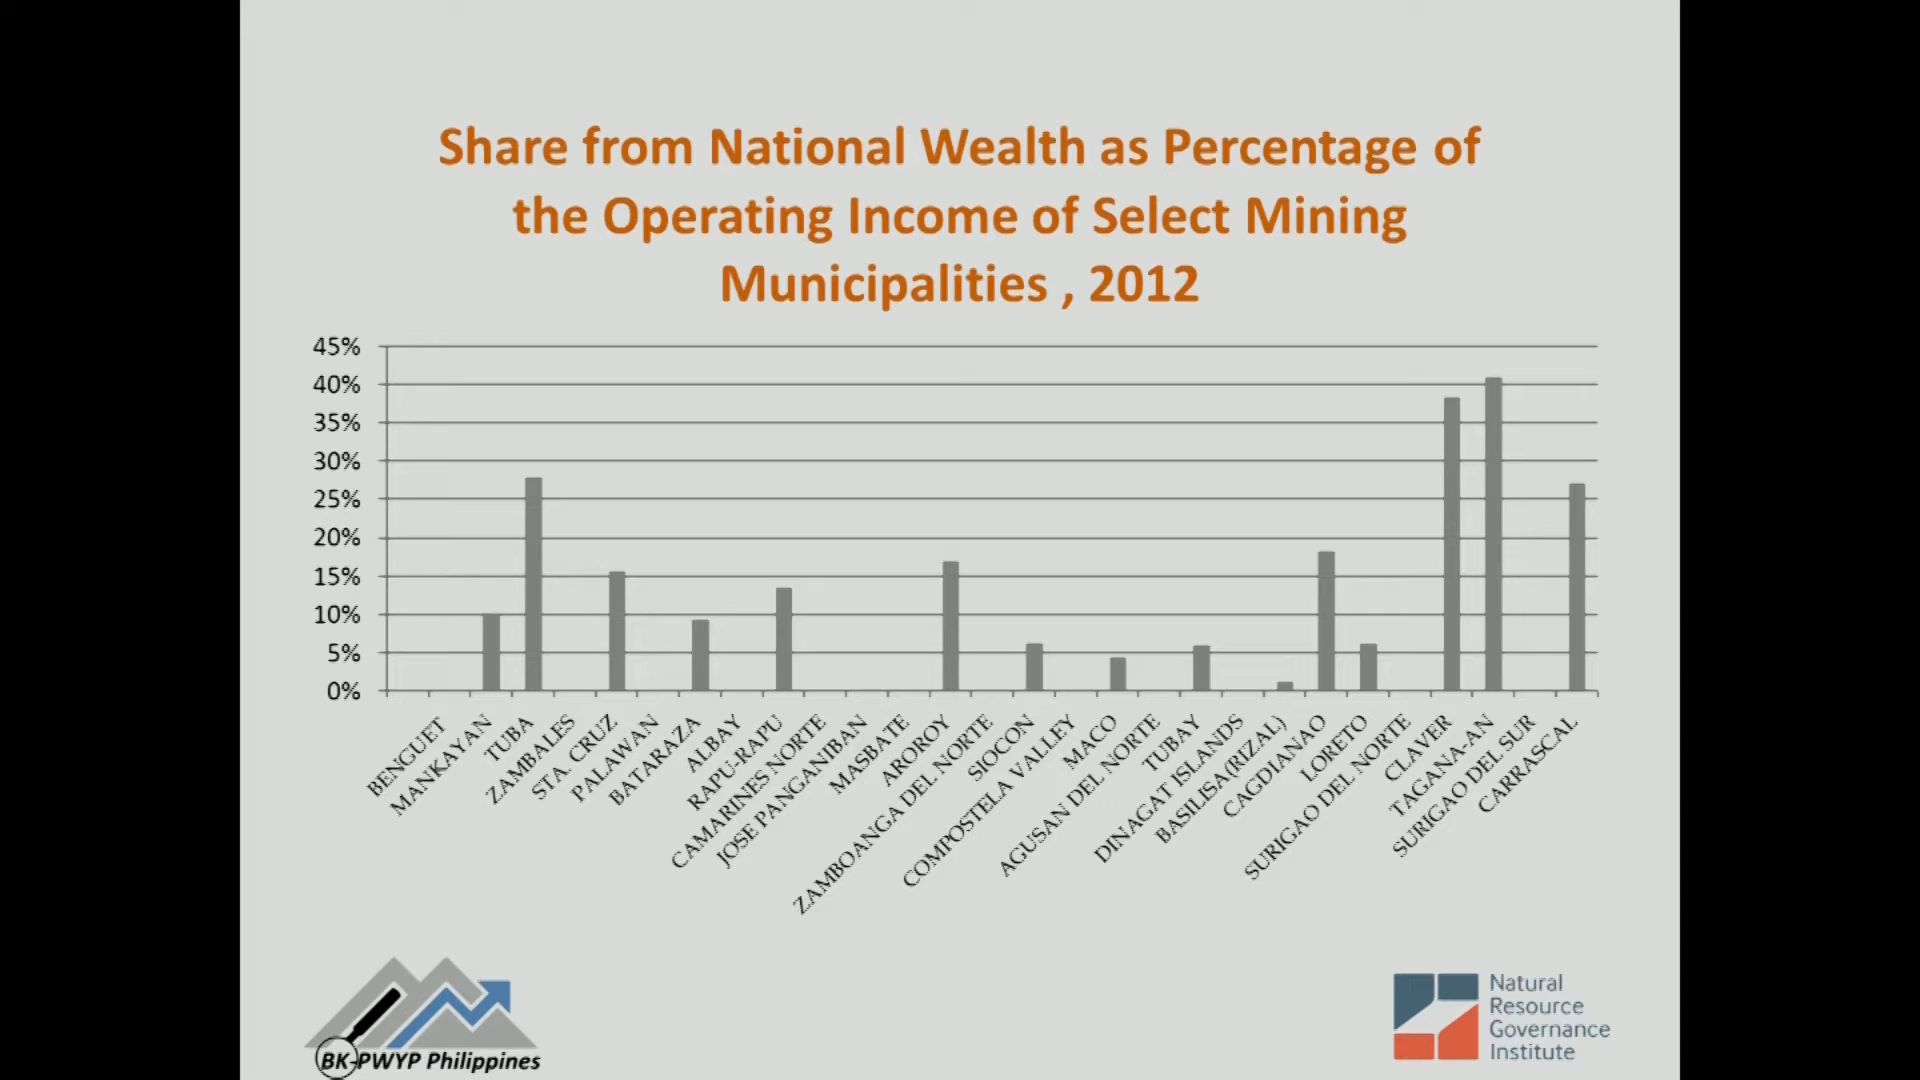 Share from National Wealth as Percentage of
the Operating Income of Select Mining
Municipalities , 2012
45%
40%
35%
30%
25%
20%
15%
10%
5%
0%
BENGUET
MANKAYAN
TUBA
ZAMBALES
STA. CRUZ
PALAWAN
BATARAZA
ALBAY
RAPU-RAPU
CAMARINES NORTE
JOSE PANGANIBAN
MASBATE
AROROY
ZAMBOANGA DEL NORTE
SIOCON
COMPOSTELA VALLEY
MACO
AGUSAN DEL NORTE
TUBAY
DINAGAT ISLANDS
BASILISA(RIZAL)
CAGDIANAO
LORETO
SURIGAO DEL NORTE
CLAVER
TAGANA-AN
SURIGAO DEL SUR
CARRASCAL
BK-PWYP Philippines
Natural
Resource
Governance
Institute